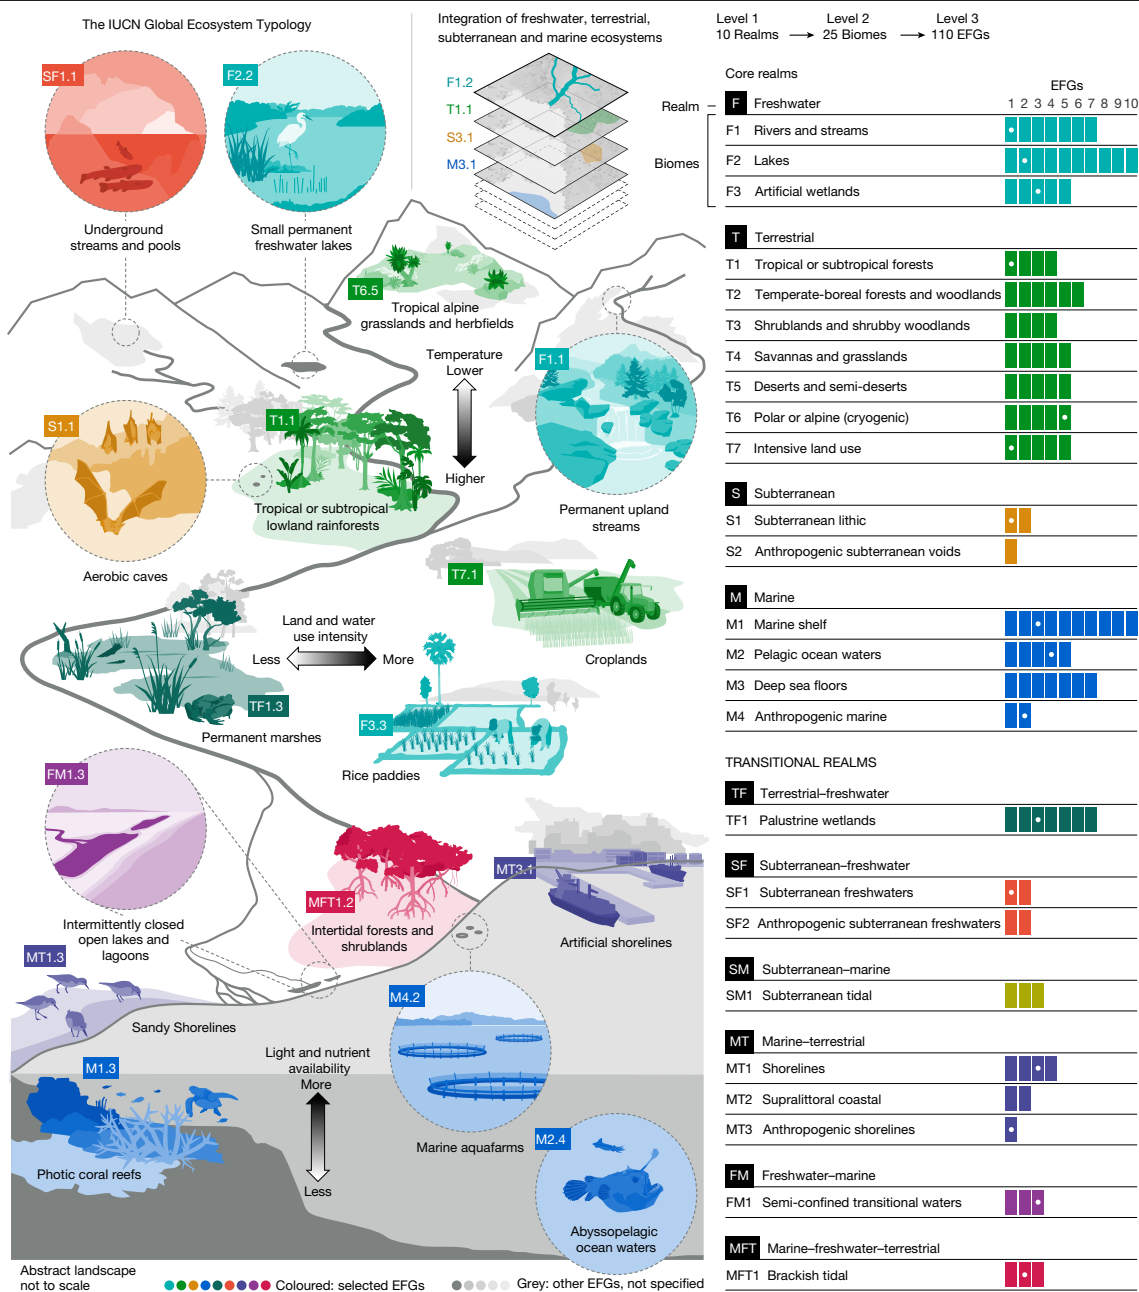 The IUCN Global Ecosystem Typology
SF1.1
F2.2
Underground
streams and pools
Small permanent
freshwater lakes
Integration of freshwater, terrestrial,
subterranean and marine ecosystems
F1.2
T1.1
S3.1
M3.1
T6.5
Tropical alpine
grasslands and herbfields
Temperature
Lower
Higher
F1.1
Permanent upland
streams
S1.1
Aerobic caves
T1.1
Tropical or subtropical
lowland rainforests
T7.1
Croplands
Land and water
use intensity
Less
More
TF1.3
Permanent marshes
F3.3
Rice paddies
FM1.3
Intermittently closed
open lakes and
lagoons
MFT1.2
Intertidal forests and
shrublands
MT3.1
Artificial shorelines
MT1.3
Sandy Shorelines
M4.2
Marine aquafarms
Light and nutrient
availability
More
Less
M1.3
Photic coral reefs
M2.4
Abyssopelagic
ocean waters
Abstract landscape
not to scale
Coloured: selected EFGs
Grey: other EFGs, not specified
Level 1 Level 2 Level 3
10 Realms 25 Biomes 110 EFGs
Core realms
EFGs
Realm
F Freshwater 1 2 3 4 5 6 7 8 9 10
Biomes
F1 Rivers and streams
F2 Lakes
F3 Artificial wetlands
T Terrestrial
T1 Tropical or subtropical forests
T2 Temperate-boreal forests and woodlands
T3 Shrublands and shrubby woodlands
T4 Savannas and grasslands
T5 Deserts and semi-deserts
T6 Polar or alpine (cryogenic)
T7 Intensive land use
S Subterranean
S1 Subterranean lithic
S2 Anthropogenic subterranean voids
M Marine
M1 Marine shelf
M2 Pelagic ocean waters
M3 Deep sea floors
M4 Anthropogenic marine
TRANSITIONAL REALMS
TF Terrestrial–freshwater
TF1 Palustrine wetlands
SF Subterranean–freshwater
SF1 Subterranean freshwaters
SF2 Anthropogenic subterranean freshwaters
SM Subterranean–marine
SM1 Subterranean tidal
MT Marine–terrestrial
MT1 Shorelines
MT2 Supralittoral coastal
MT3 Anthropogenic shorelines
FM Freshwater–marine
FM1 Semi-confined transitional waters
MFT Marine–freshwater–terrestrial
MFT1 Brackish tidal